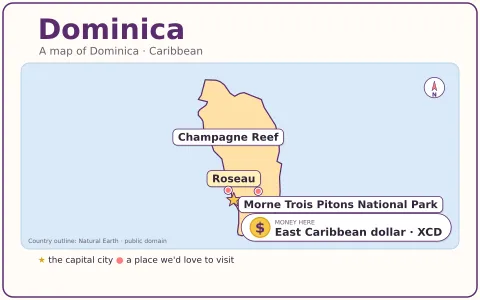 Dominica
A map of Dominica · Caribbean
N
Champagne Reef
Roseau
Morne Trois Pitons National Park
$
MONEY HERE
East Caribbean dollar · XCD
Country outline: Natural Earth · public domain
★ the capital city ● a place we'd love to visit